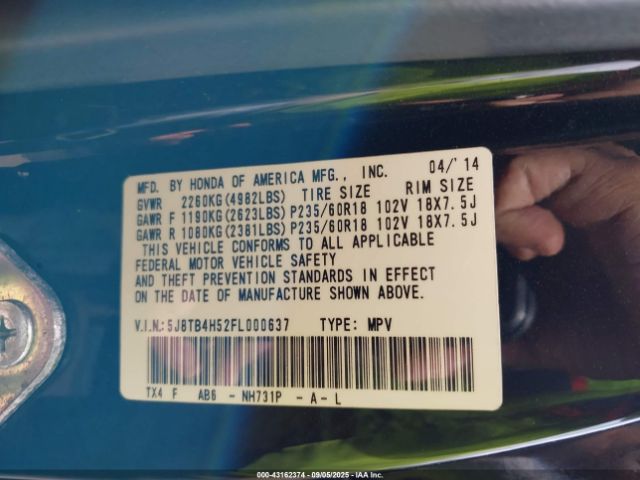 MFD. BY HONDA OF AMERICA MFG., INC. 04/'14
GVWR 2260KG(4982LBS) TIRE SIZE RIM SIZE
GAWR F 1190KG(2623LBS) P235/60R18 102V 18X7.5J
GAWR R 1080KG(2381LBS) P235/60R18 102V 18X7.5J
THIS VEHICLE CONFORMS TO ALL APPLICABLE
FEDERAL MOTOR VEHICLE SAFETY
AND THEFT PREVENTION STANDARDS IN EFFECT
ON THE DATE OF MANUFACTURE SHOWN ABOVE.
V.I.N.:5J8TB4H52FL000637 TYPE: MPV
TX4 F AB6 - NH731P - A - L
000-43162374 | 09/05/2025 | IAA Inc.